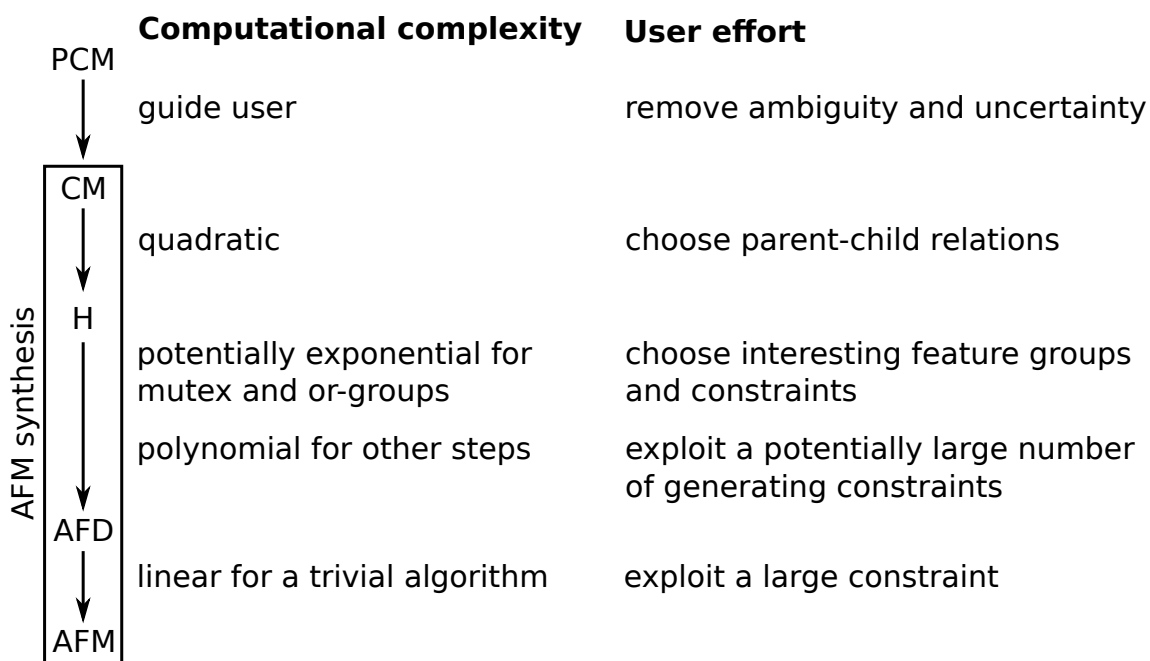 Computational complexity
User effort
PCM
guide user
remove ambiguity and uncertainty
CM
quadratic
choose parent-child relations
H
AFM synthesis
potentially exponential for
mutex and or-groups
choose interesting feature groups
and constraints
polynomial for other steps
exploit a potentially large number
of generating constraints
AFD
linear for a trivial algorithm
exploit a large constraint
AFM